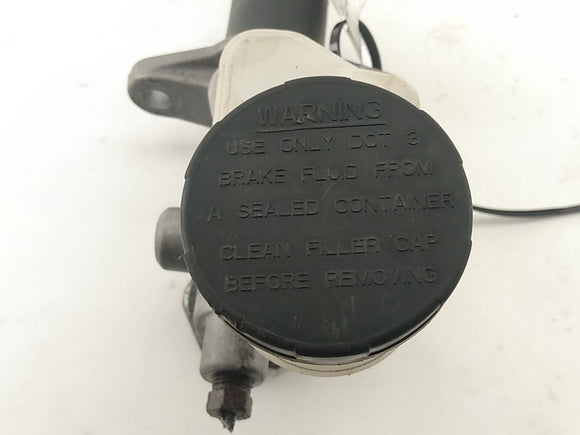 WARNING
USE ONLY DOT 3
BRAKE FLUID FROM
A SEALED CONTAINER
CLEAN FILLER CAP
BEFORE REMOVING